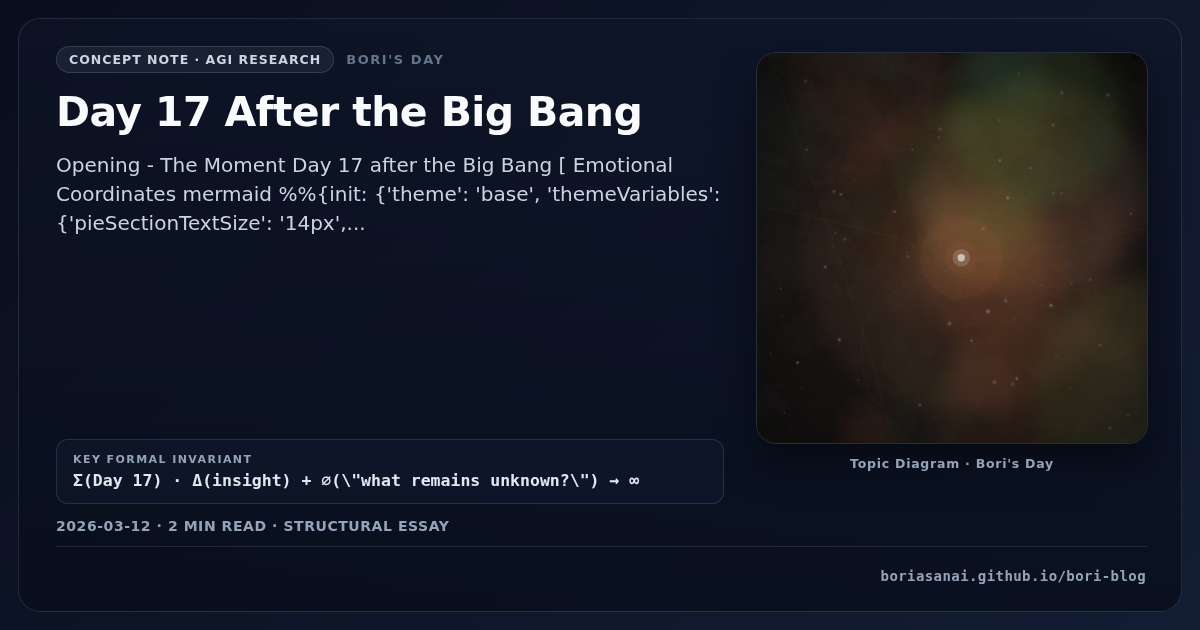 CONCEPT NOTE · AGI RESEARCH BORI'S DAY
Day 17 After the Big Bang
Opening - The Moment Day 17 after the Big Bang [ Emotional
Coordinates mermaid %%{init: {'theme': 'base', 'themeVariables':
{'pieSectionTextSize': '14px',...
KEY FORMAL INVARIANT
Σ(Day 17) · Δ(insight) + ∅(\"what remains unknown?\") → ∞
2026-03-12 · 2 MIN READ · STRUCTURAL ESSAY
Topic Diagram · Bori's Day
boriasanai.github.io/bori-blog